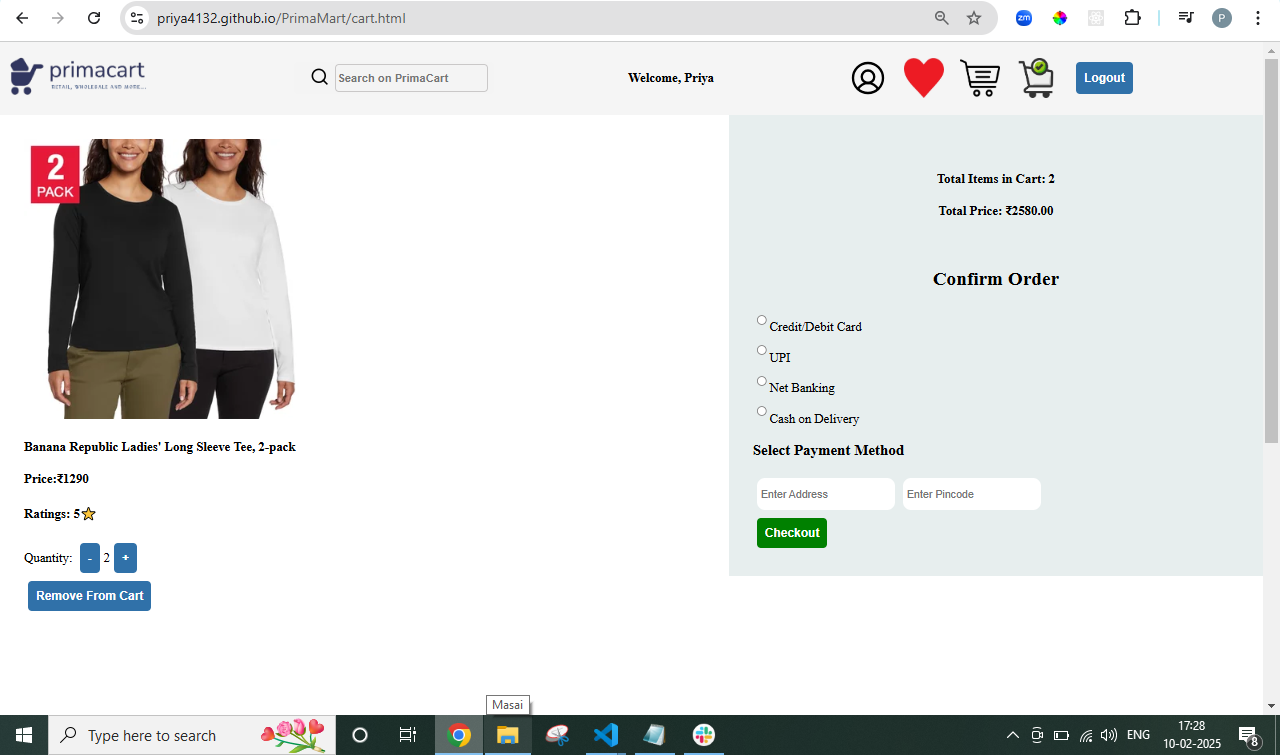 priya4132.github.io/PrimaMart/cart.html
zm
P
primacart
RETAIL, WHOLESALE AND MORE...
Search on PrimaCart
Welcome, Priya
Logout
2
PACK
Banana Republic Ladies' Long Sleeve Tee, 2-pack
Price:₹1290
Ratings: 5⭐
Quantity: - 2 +
Remove From Cart
Total Items in Cart: 2
Total Price: ₹2580.00
Confirm Order
Credit/Debit Card
UPI
Net Banking
Cash on Delivery
Select Payment Method
Enter Address Enter Pincode
Checkout
Masai
Type here to search
ENG
17:28
10-02-2025
8